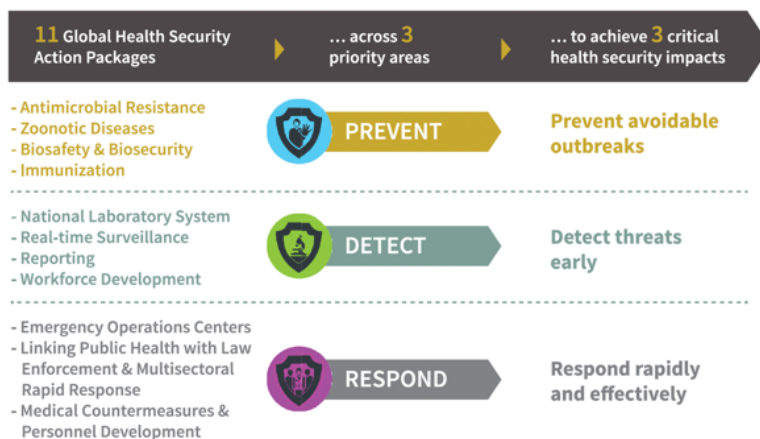 11 Global Health Security
Action Packages
... across 3
priority areas
... to achieve 3 critical
health security impacts
- Antimicrobial Resistance
- Zoonotic Diseases
- Biosafety & Biosecurity
- Immunization
PREVENT
Prevent avoidable
outbreaks
- National Laboratory System
- Real-time Surveillance
- Reporting
- Workforce Development
DETECT
Detect threats
early
- Emergency Operations Centers
- Linking Public Health with Law
Enforcement & Multisectoral
Rapid Response
- Medical Countermeasures &
Personnel Development
RESPOND
Respond rapidly
and effectively